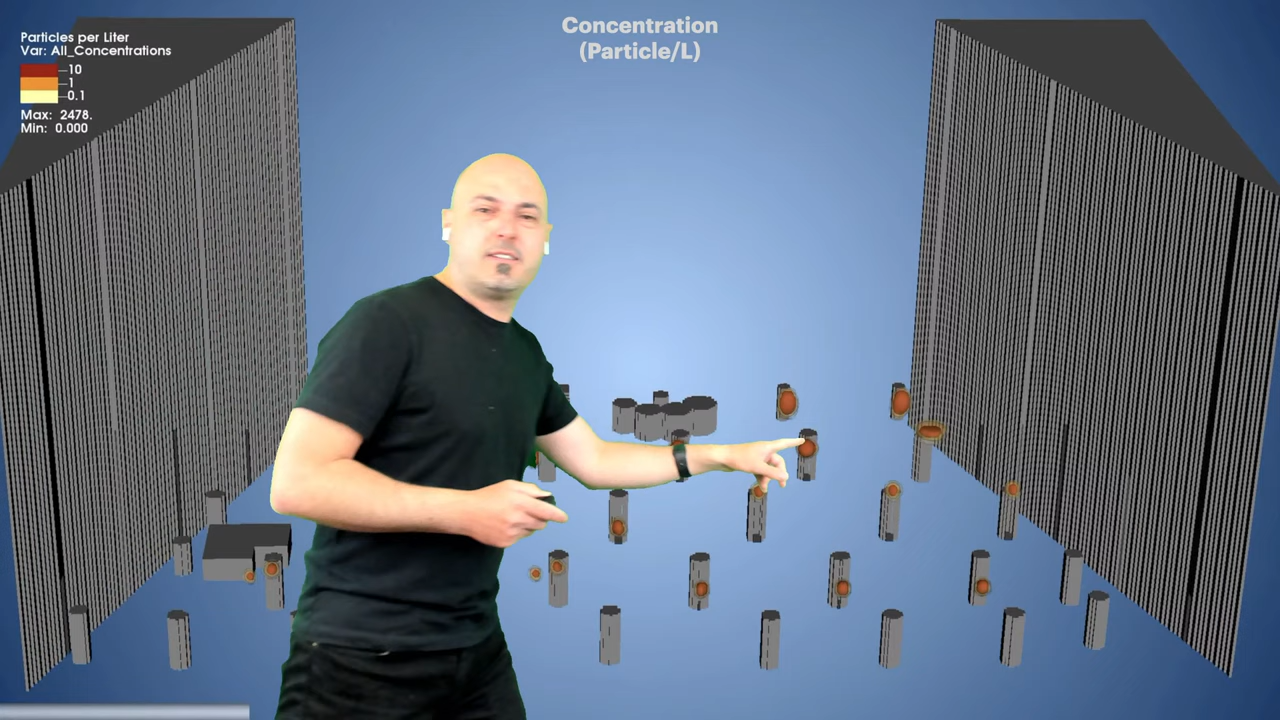 Concentration
(Particle/L)
Particles per Liter
Var: All_Concentrations
10
1
0.1
Max: 2478.
Min: 0.000